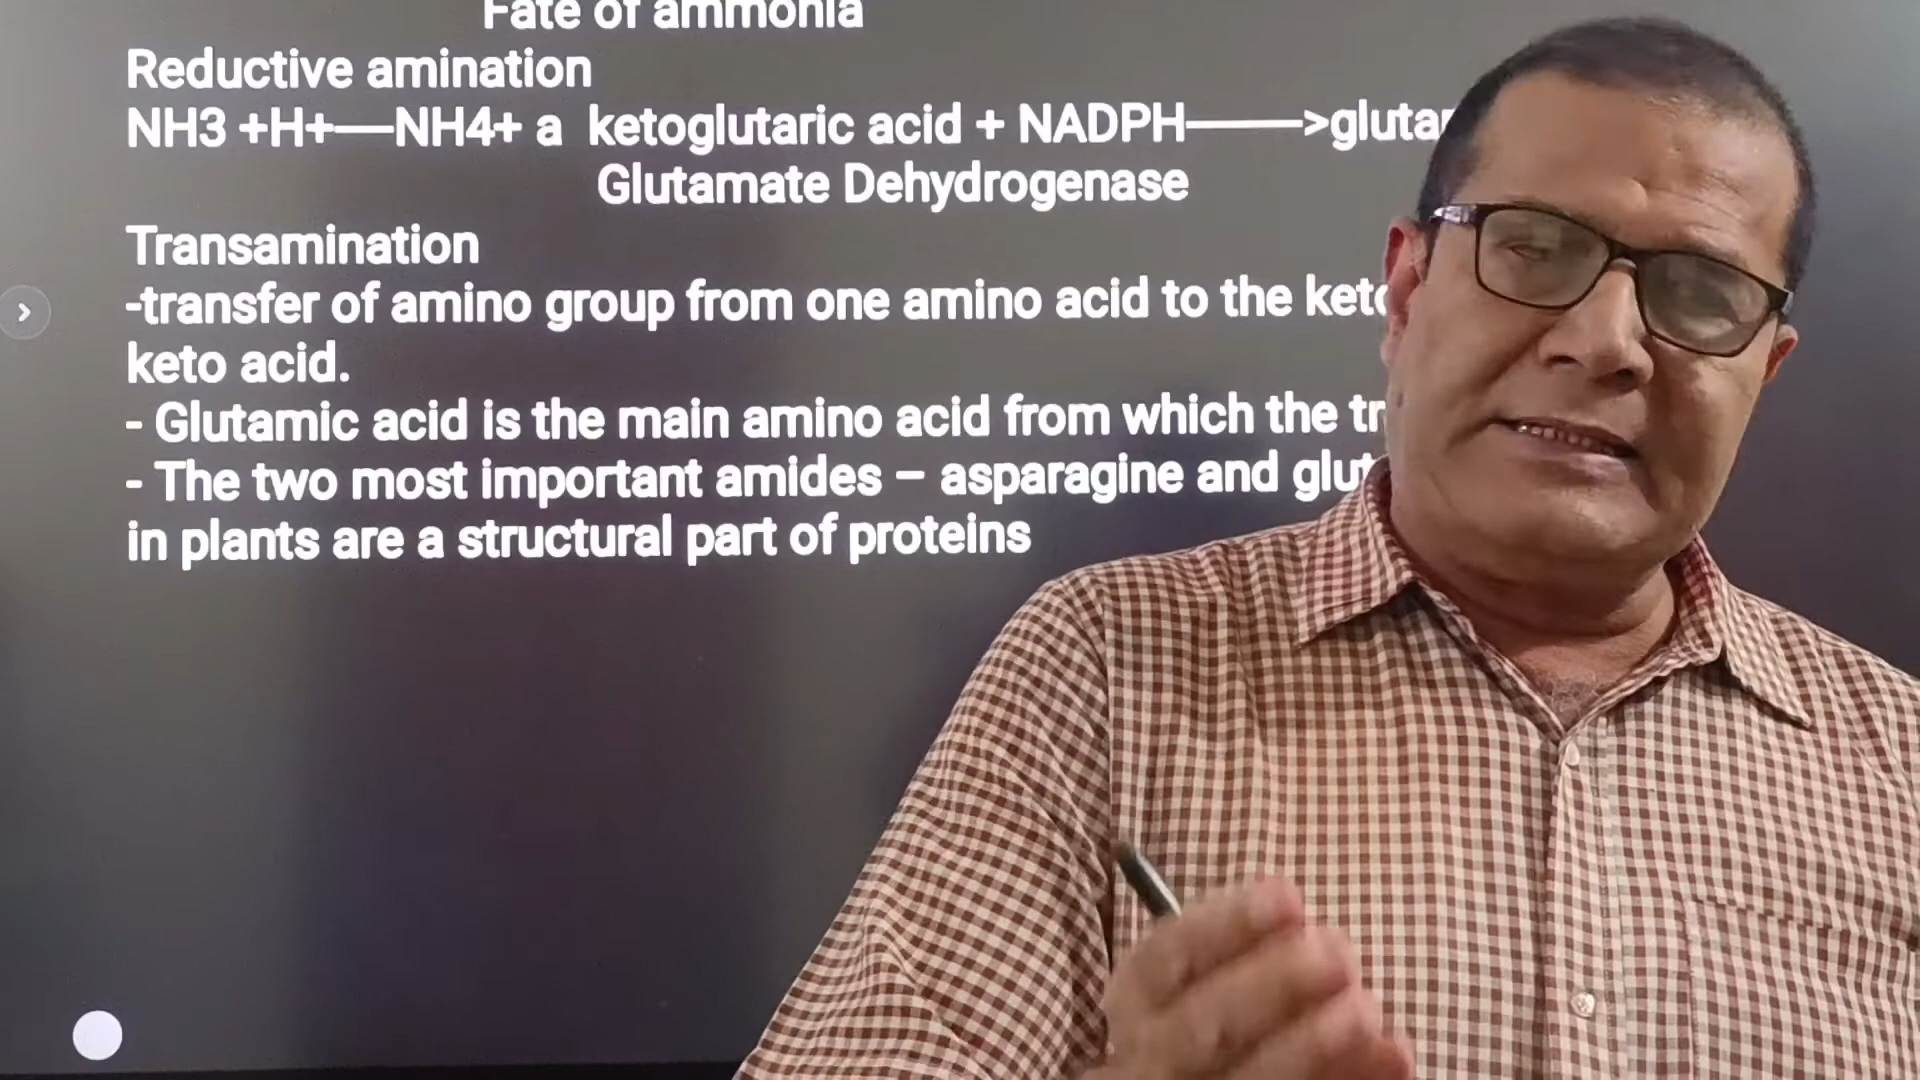 Fate of ammonia
Reductive amination
NH3 +H+—NH4+ a ketoglutaric acid + NADPH——>glutar
Glutamate Dehydrogenase
Transamination
-transfer of amino group from one amino acid to the keto
keto acid.
- Glutamic acid is the main amino acid from which the tr
- The two most important amides – asparagine and glut
in plants are a structural part of proteins